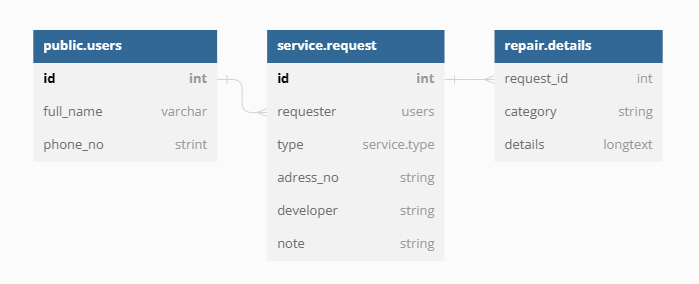 public.users
id int
full_name varchar
phone_no strint
service.request
id int
requester users
type service.type
adress_no string
developer string
note string
repair.details
request_id int
category string
details longtext